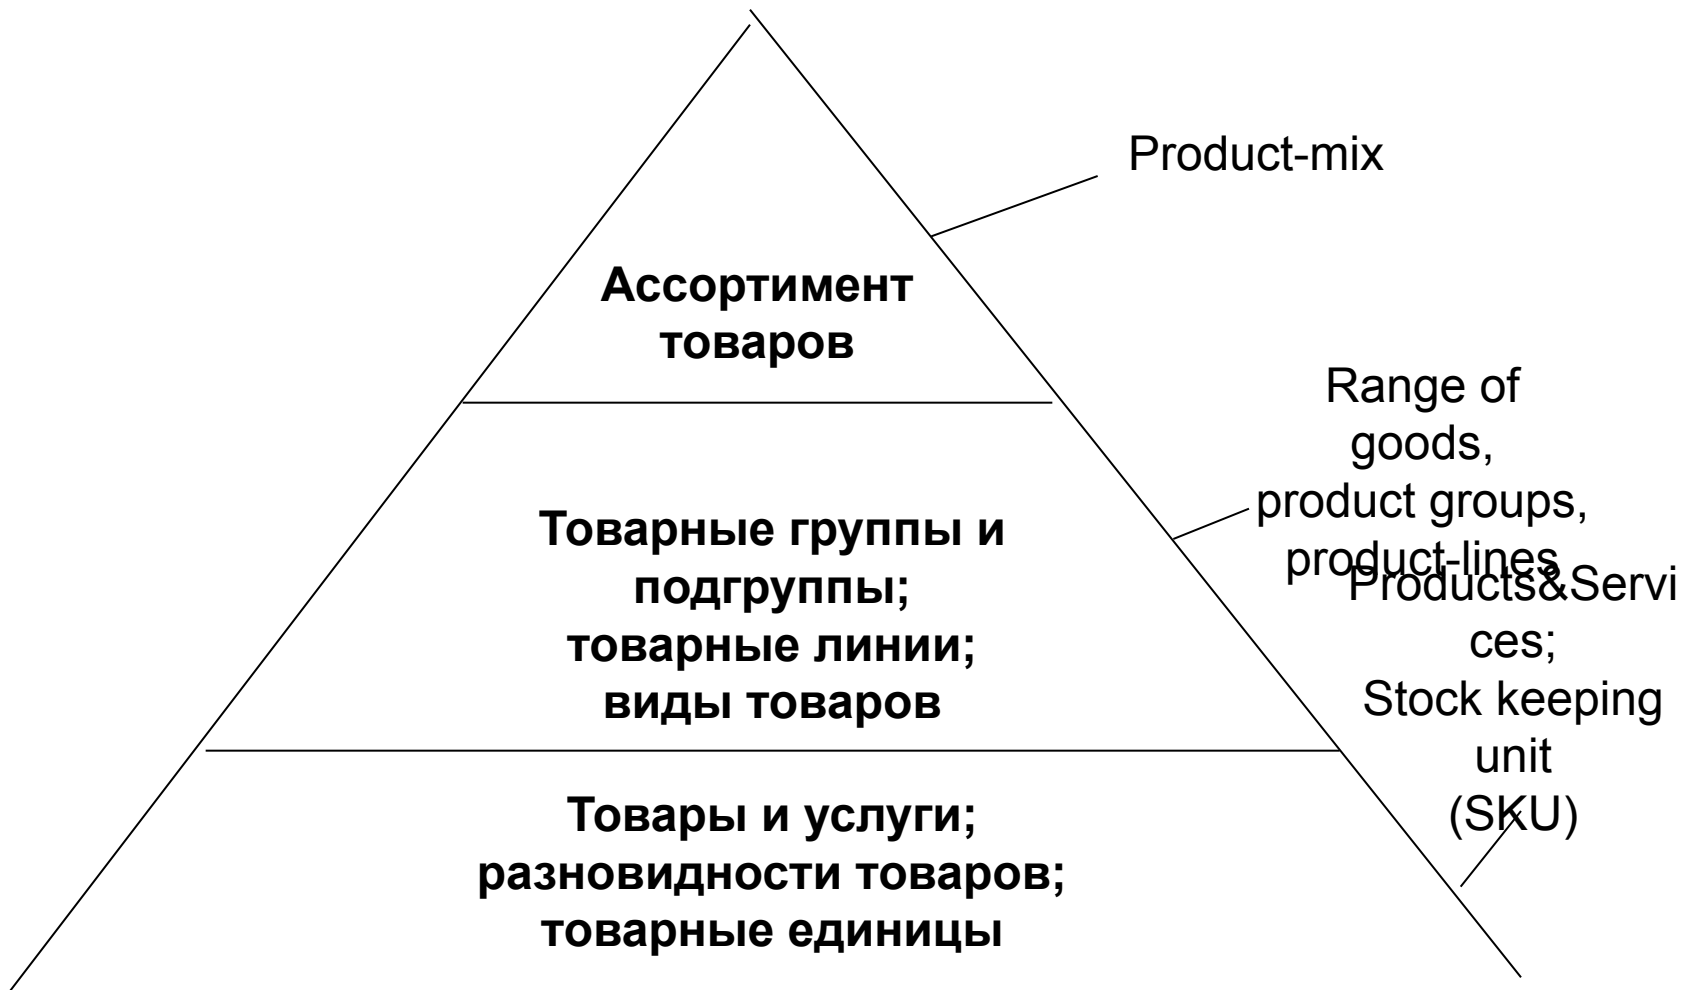 Product-mix
Ассортимент
товаров
Range of
goods,
product groups,
product-lines
Товарные группы и
подгруппы;
товарные линии;
виды товаров
Products&Servi
ces;
Stock keeping
unit
(SKU)
Товары и услуги;
разновидности товаров;
товарные единицы